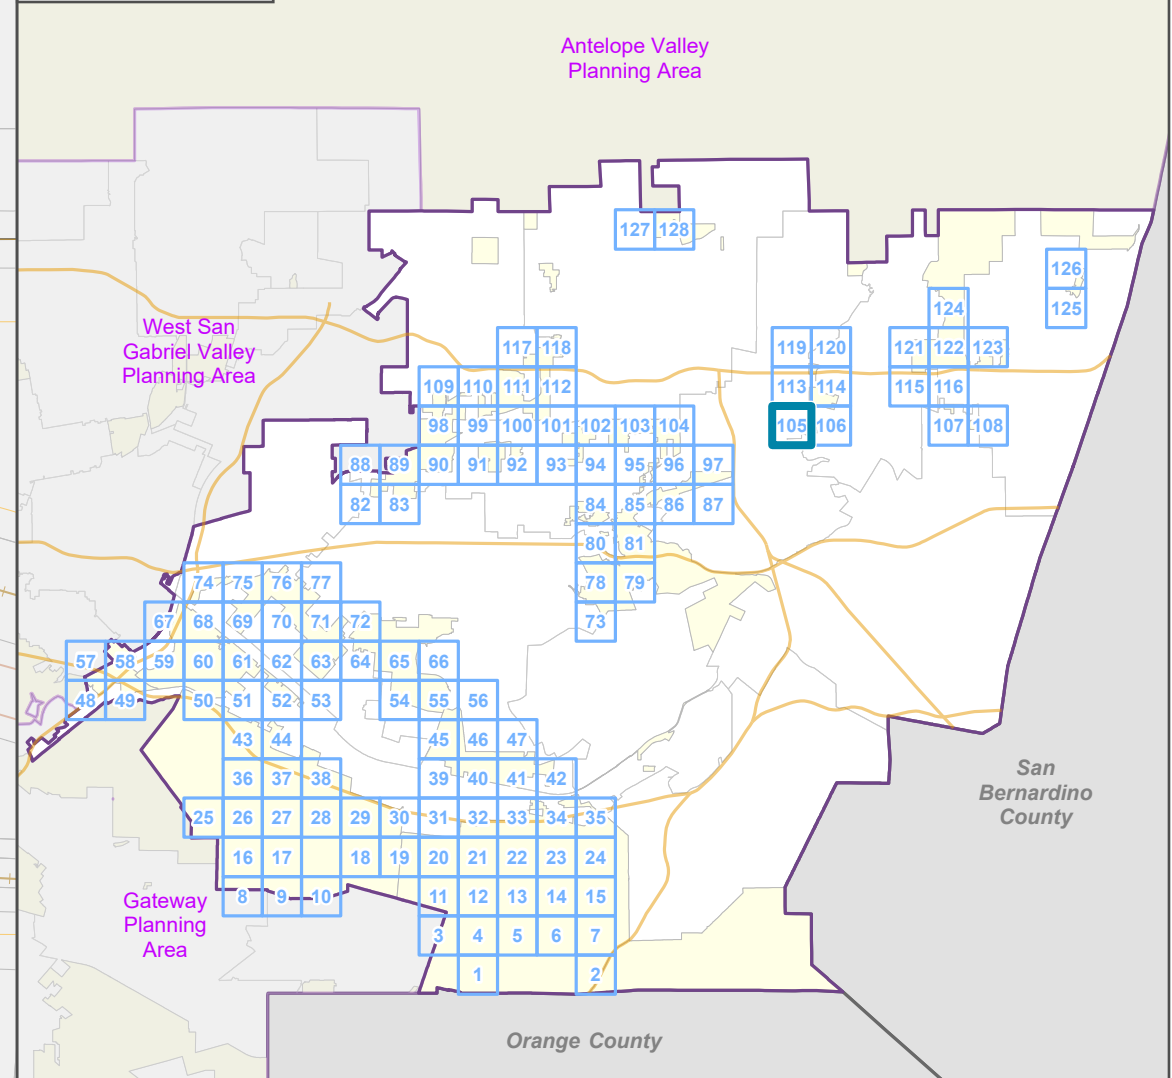 Antelope Valley
Planning Area
127 128
126
125
124
West San
Gabriel Valley
Planning Area
117 118
119 120
121 122 123
109 110 111 112
113 114
115 116
98 99 100 101 102 103 104
105 106
107 108
88 89 90 91 92 93 94 95 96 97
82 83
84 85 86 87
80 81
74 75 76 77
78 79
67 68 69 70 71 72
73
57 58 59 60 61 62 63 64 65 66
48 49
50 51 52 53
54 55 56
43 44
45 46 47
36 37 38
39 40 41 42
San
Bernardino
County
25 26 27 28 29 30 31 32 33 34 35
16 17
18 19 20 21 22 23 24
8 9 10
11 12 13 14 15
Gateway
Planning
Area
3 4 5 6 7
1
2
Orange County